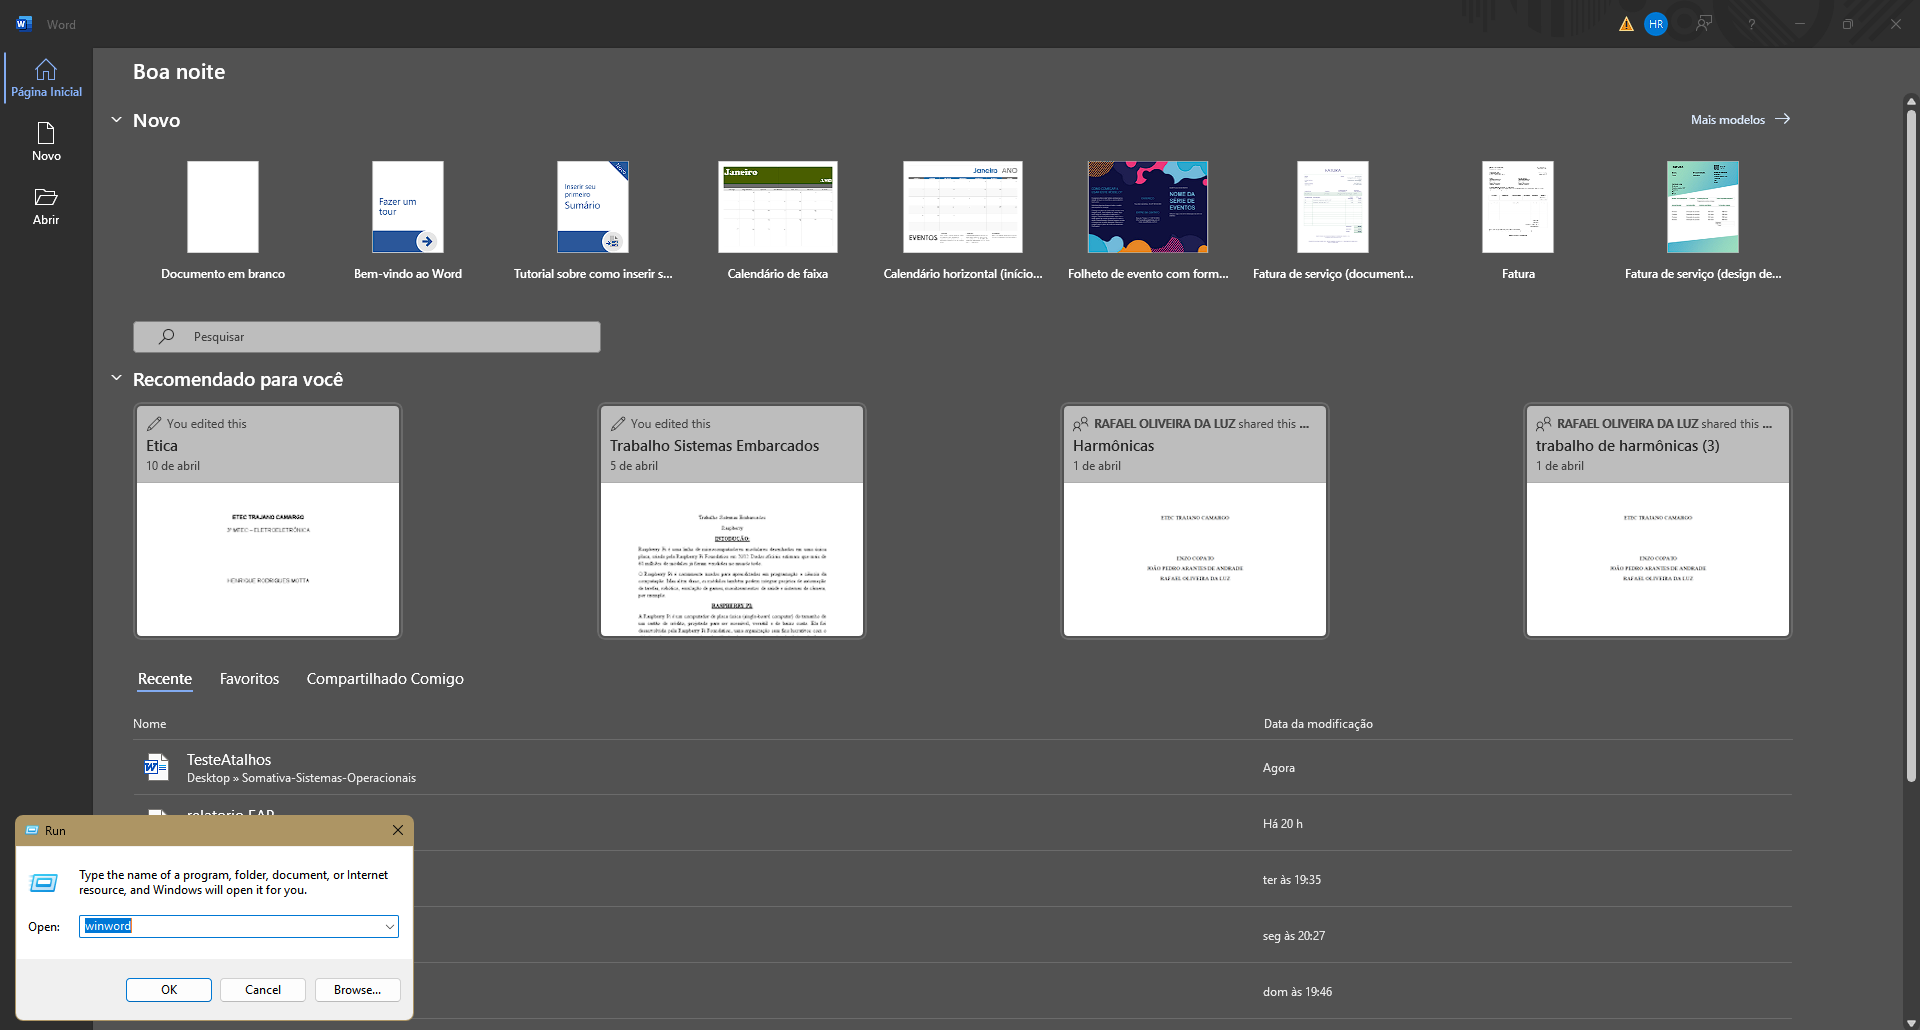 Word
HR
Página Inicial
Novo
Abrir
Boa noite
Novo
Mais modelos
Fazer um
tour
Novo
Inserir seu
primeiro
Sumário
Janeiro
ANO
Janeiro ANO
EVENTOS
NOME DA
SÉRIE DE
EVENTOS
FATURA
Documento em branco
Bem-vindo ao Word
Tutorial sobre como inserir s...
Calendário de faixa
Calendário horizontal (início...
Folheto de evento com form...
Fatura de serviço (document...
Fatura
Fatura de serviço (design de...
Pesquisar
Recomendado para você
You edited this
Etica
10 de abril
ETEC TRAJANO CAMARGO
3º MEEC – ELETROELETRÔNICA
HENRIQUE RODRIGUES MOTTA
You edited this
Trabalho Sistemas Embarcados
5 de abril
Trabalho Sistemas Embarcados
Raspberry
INTODUÇÃO:
RASPBERRY PI:
RAFAEL OLIVEIRA DA LUZ shared this ...
Harmônicas
1 de abril
ETEC TRAJANO CAMARGO
ENZO COPATO
JOÃO PEDRO ARANTES DE ANDRADE
RAFAEL OLIVEIRA DA LUZ
RAFAEL OLIVEIRA DA LUZ shared this ...
trabalho de harmônicas (3)
1 de abril
ETEC TRAJANO CAMARGO
ENZO COPATO
JOÃO PEDRO ARANTES DE ANDRADE
RAFAEL OLIVEIRA DA LUZ
Recente Favoritos Compartilhado Comigo
Nome Data da modificação
TesteAtalhos
Desktop » Somativa-Sistemas-Operacionais
Agora
relatorio EAP
Há 20 h
ter às 19:35
seg às 20:27
dom às 19:46
Run
Type the name of a program, folder, document, or Internet
resource, and Windows will open it for you.
Open: winword
OK Cancel Browse...